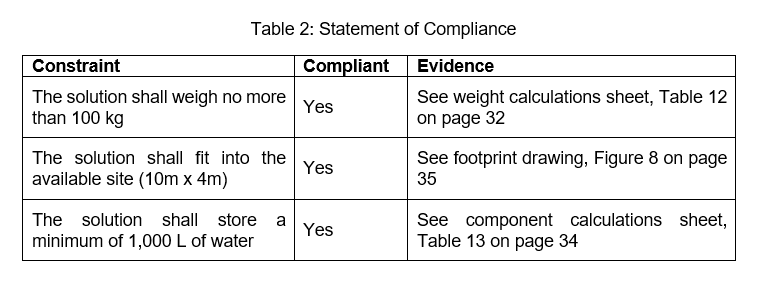 Table 2: Statement of Compliance
Constraint Compliant Evidence
The solution shall weigh no more
than 100 kg
Yes
See weight calculations sheet, Table 12
on page 32
The solution shall fit into the
available site (10m x 4m)
Yes
See footprint drawing, Figure 8 on page
35
The solution shall store a
minimum of 1,000 L of water
Yes
See component calculations sheet,
Table 13 on page 34